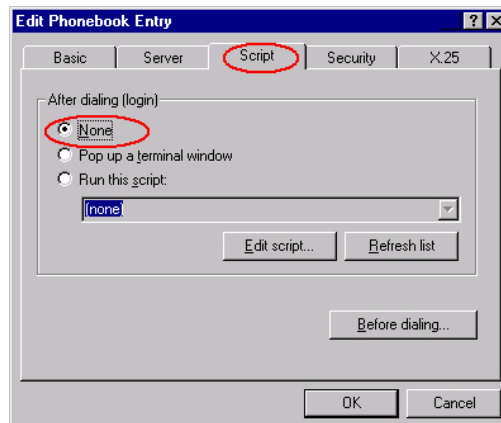 Edit Phonebook Entry
Basic Server Script Security X.25
After dialing (login)
None
Pop up a terminal window
Run this script:
(none)
Edit script... Refresh list
Before dialing...
OK Cancel